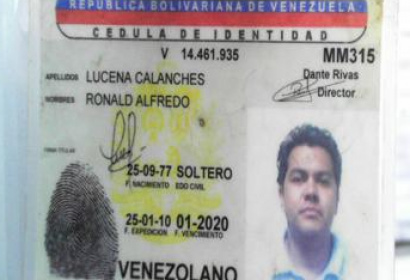 REPUBLICA BOLIVARIANA DE VENEZUELA
CEDULA DE IDENTIDAD
V 14.461.935 MM315
APELLIDOS LUCENA CALANCHES
Dante Rivas
Director
NOMBRES RONALD ALFREDO
FIRMA TITULAR
25-09-77 SOLTERO
F. NACIMIENTO EDO CIVIL
25-01-10 01-2020
F. EXPEDICION F. VENCIMIENTO
VENEZOLANO